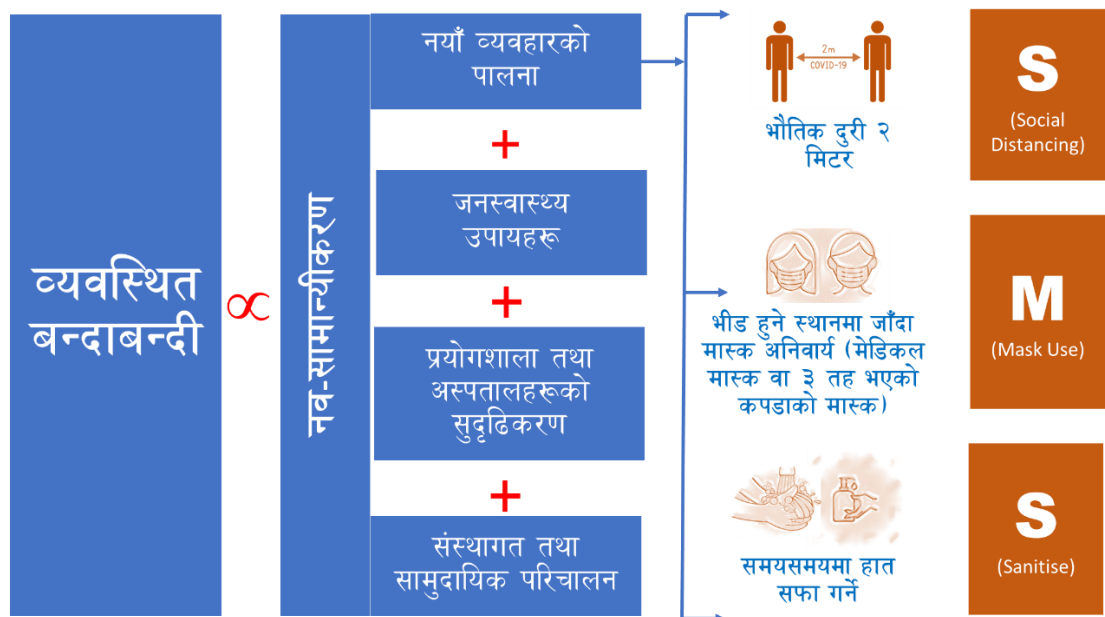 व्यवस्थित
बन्दाबन्दी
∝
नव-सामान्यीकरण
नयाँ व्यवहारको
पालना
+
जनस्वास्थ्य
उपायहरू
+
प्रयोगशाला तथा
अस्पतालहरूको
सुदृढिकरण
+
संस्थागत तथा
सामुदायिक परिचालन
2m
COVID-19
भौतिक दुरी २
मिटर
S
(Social
Distancing)
भीड हुने स्थानमा जाँदा
मास्क अनिवार्य (मेडिकल
मास्क वा ३ तह भएको
कपडाको मास्क)
M
(Mask Use)
समयसमयमा हात
सफा गर्ने
S
(Sanitise)